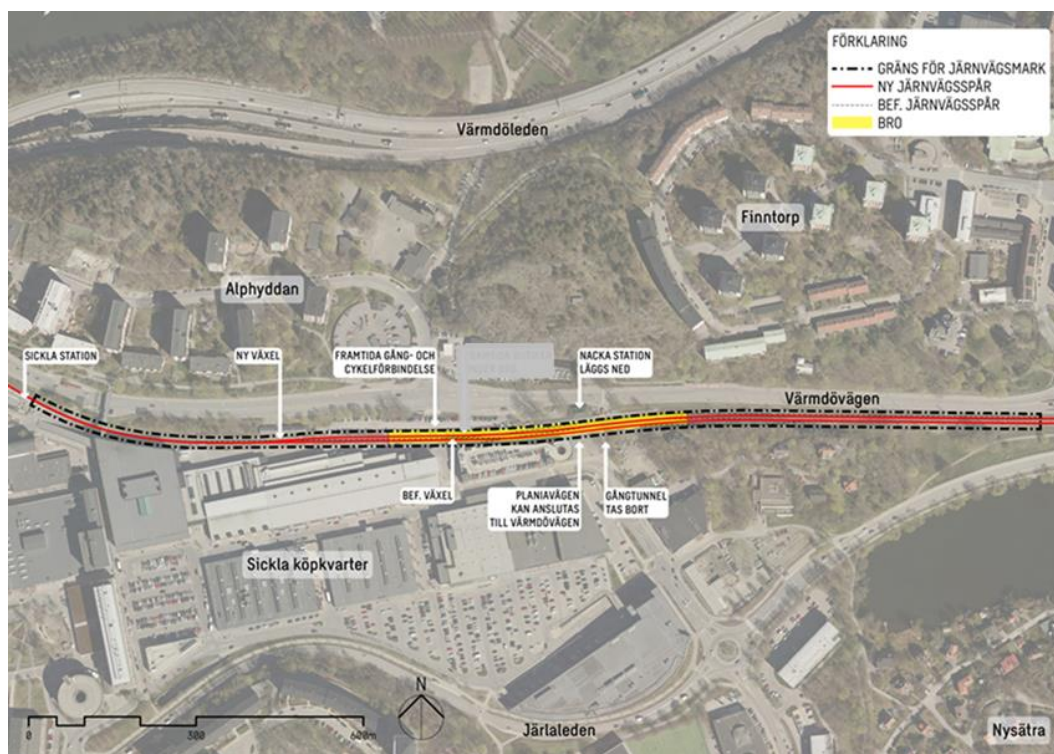 FÖRKLARING
GRÄNS FÖR JÄRNVÄGSMARK
NY JÄRNVÄGSSPÅR
BEF. JÄRNVÄGSSPÅR
BRO
Värmdöleden
Finntorp
Alphyddan
SICKLA STATION
NY VÄXEL
FRAMTIDA GÅNG- OCH
CYKELFÖRBINDELSE
NACKA STATION
LÄGGS NED
Värmdövägen
BEF. VÄXEL
PLANIAVÄGEN
KAN ANSLUTAS
TILL VÄRMDÖVÄGEN
GÅNGTUNNEL
TAS BORT
Sickla köpkvarter
N
0
300
600m
Järlaleden
Nysätra